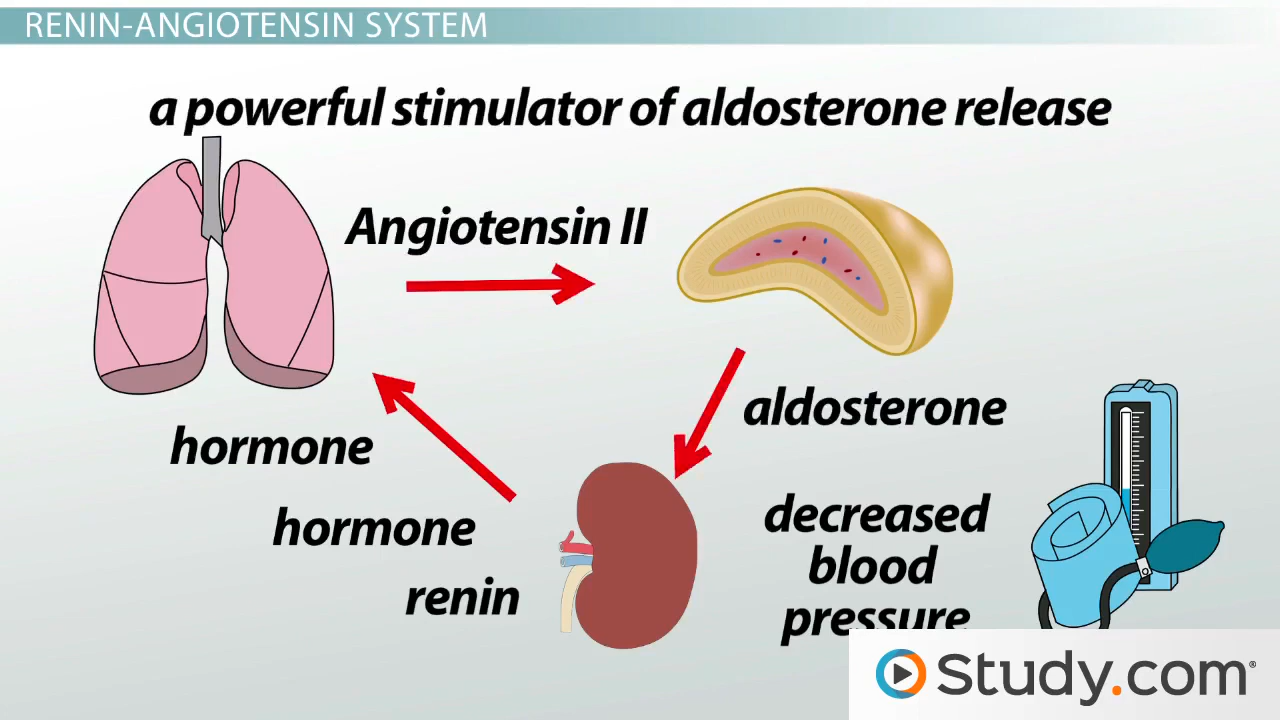 RENIN-ANGIOTENSIN SYSTEM
a powerful stimulator of aldosterone release
Angiotensin II
aldosterone
hormone
hormone
renin
decreased
blood
pressure
Study.com®